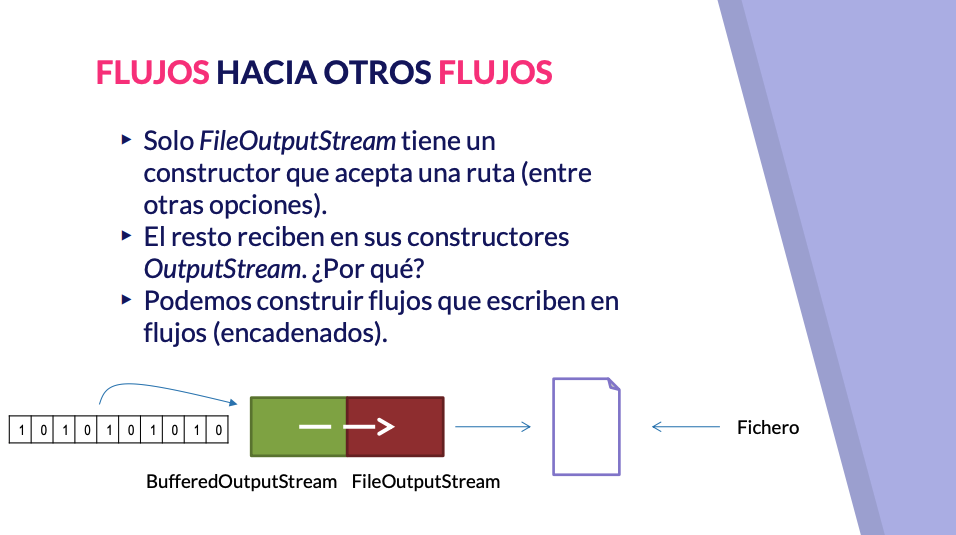 FLUJOS HACIA OTROS FLUJOS
Solo FileOutputStream tiene un
constructor que acepta una ruta (entre
otras opciones).
El resto reciben en sus constructores
OutputStream. ¿Por qué?
Podemos construir flujos que escriben en
flujos (encadenados).
1 0 1 0 1 0 1 0 1 0
Fichero
BufferedOutputStream FileOutputStream